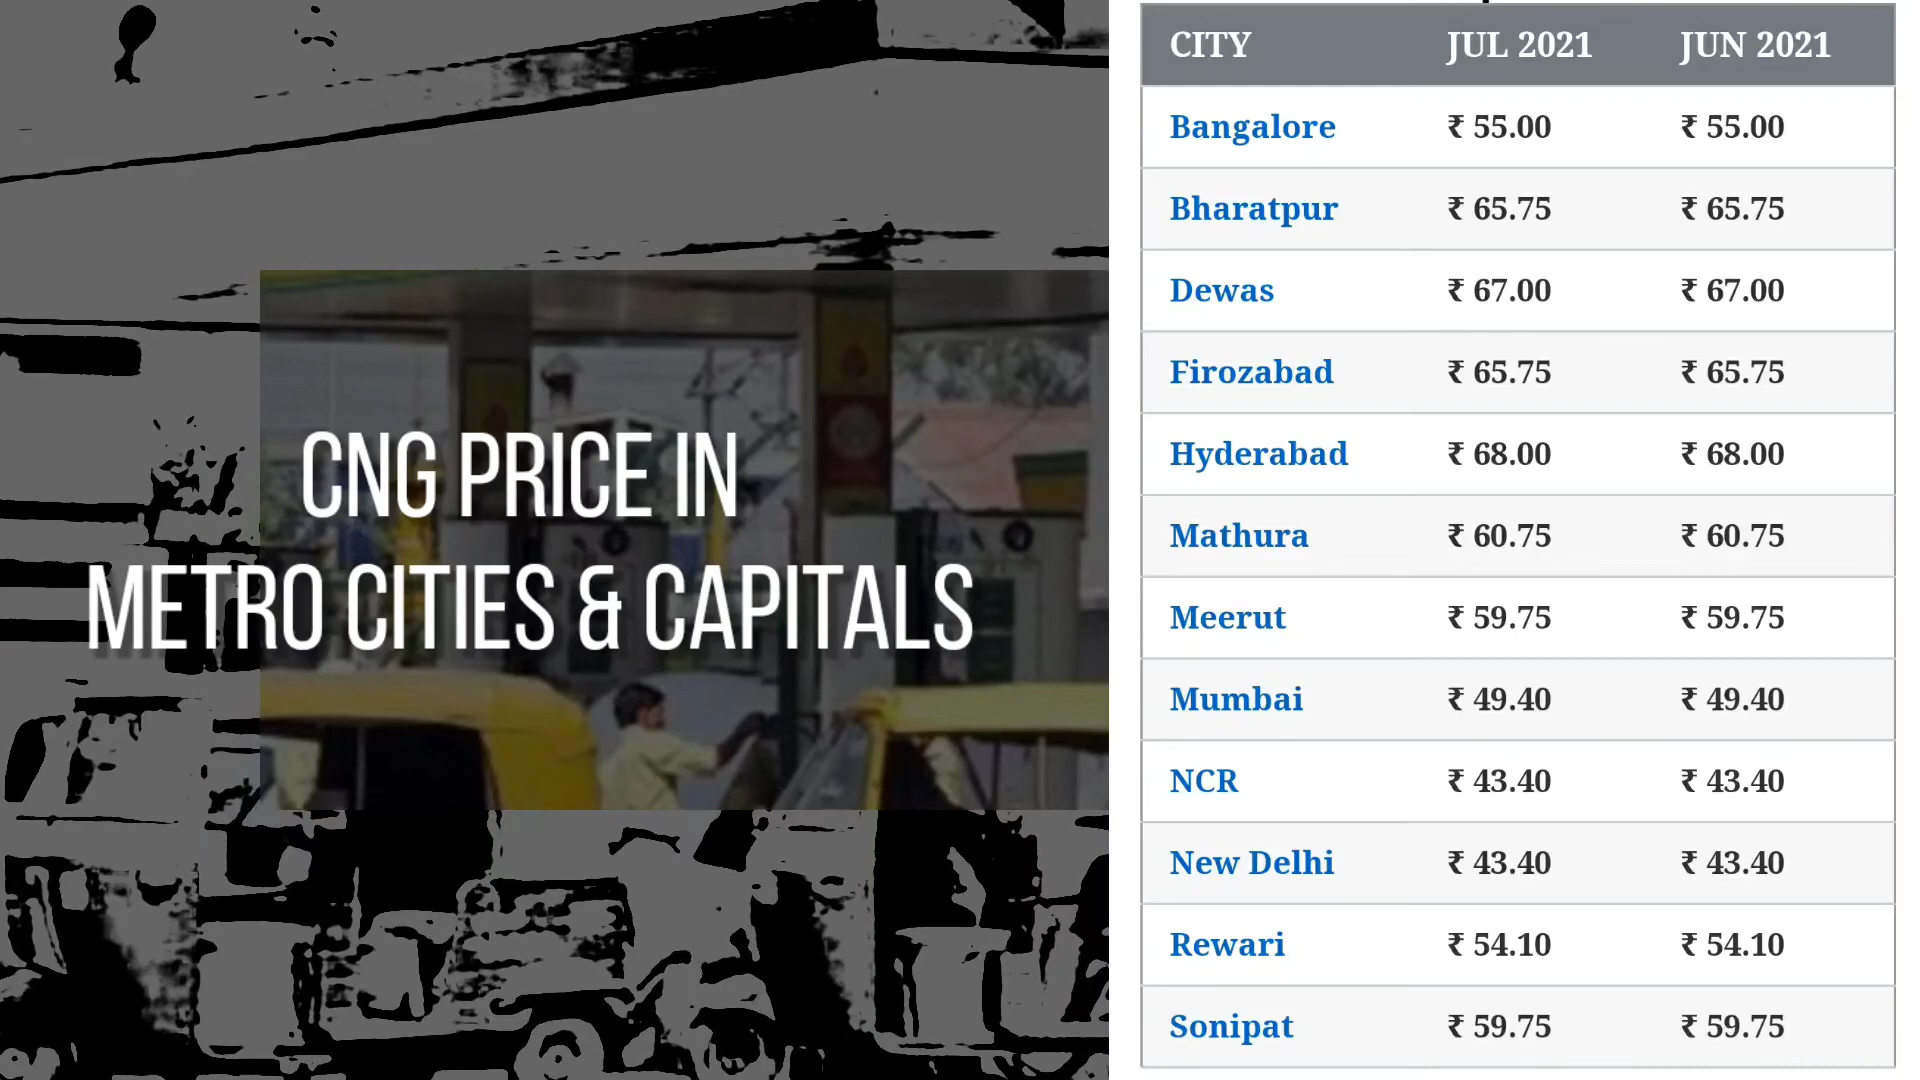 CNG PRICE IN
METRO CITIES & CAPITALS
CITY JUL 2021 JUN 2021
Bangalore ₹ 55.00 ₹ 55.00
Bharatpur ₹ 65.75 ₹ 65.75
Dewas ₹ 67.00 ₹ 67.00
Firozabad ₹ 65.75 ₹ 65.75
Hyderabad ₹ 68.00 ₹ 68.00
Mathura ₹ 60.75 ₹ 60.75
Meerut ₹ 59.75 ₹ 59.75
Mumbai ₹ 49.40 ₹ 49.40
NCR ₹ 43.40 ₹ 43.40
New Delhi ₹ 43.40 ₹ 43.40
Rewari ₹ 54.10 ₹ 54.10
Sonipat ₹ 59.75 ₹ 59.75